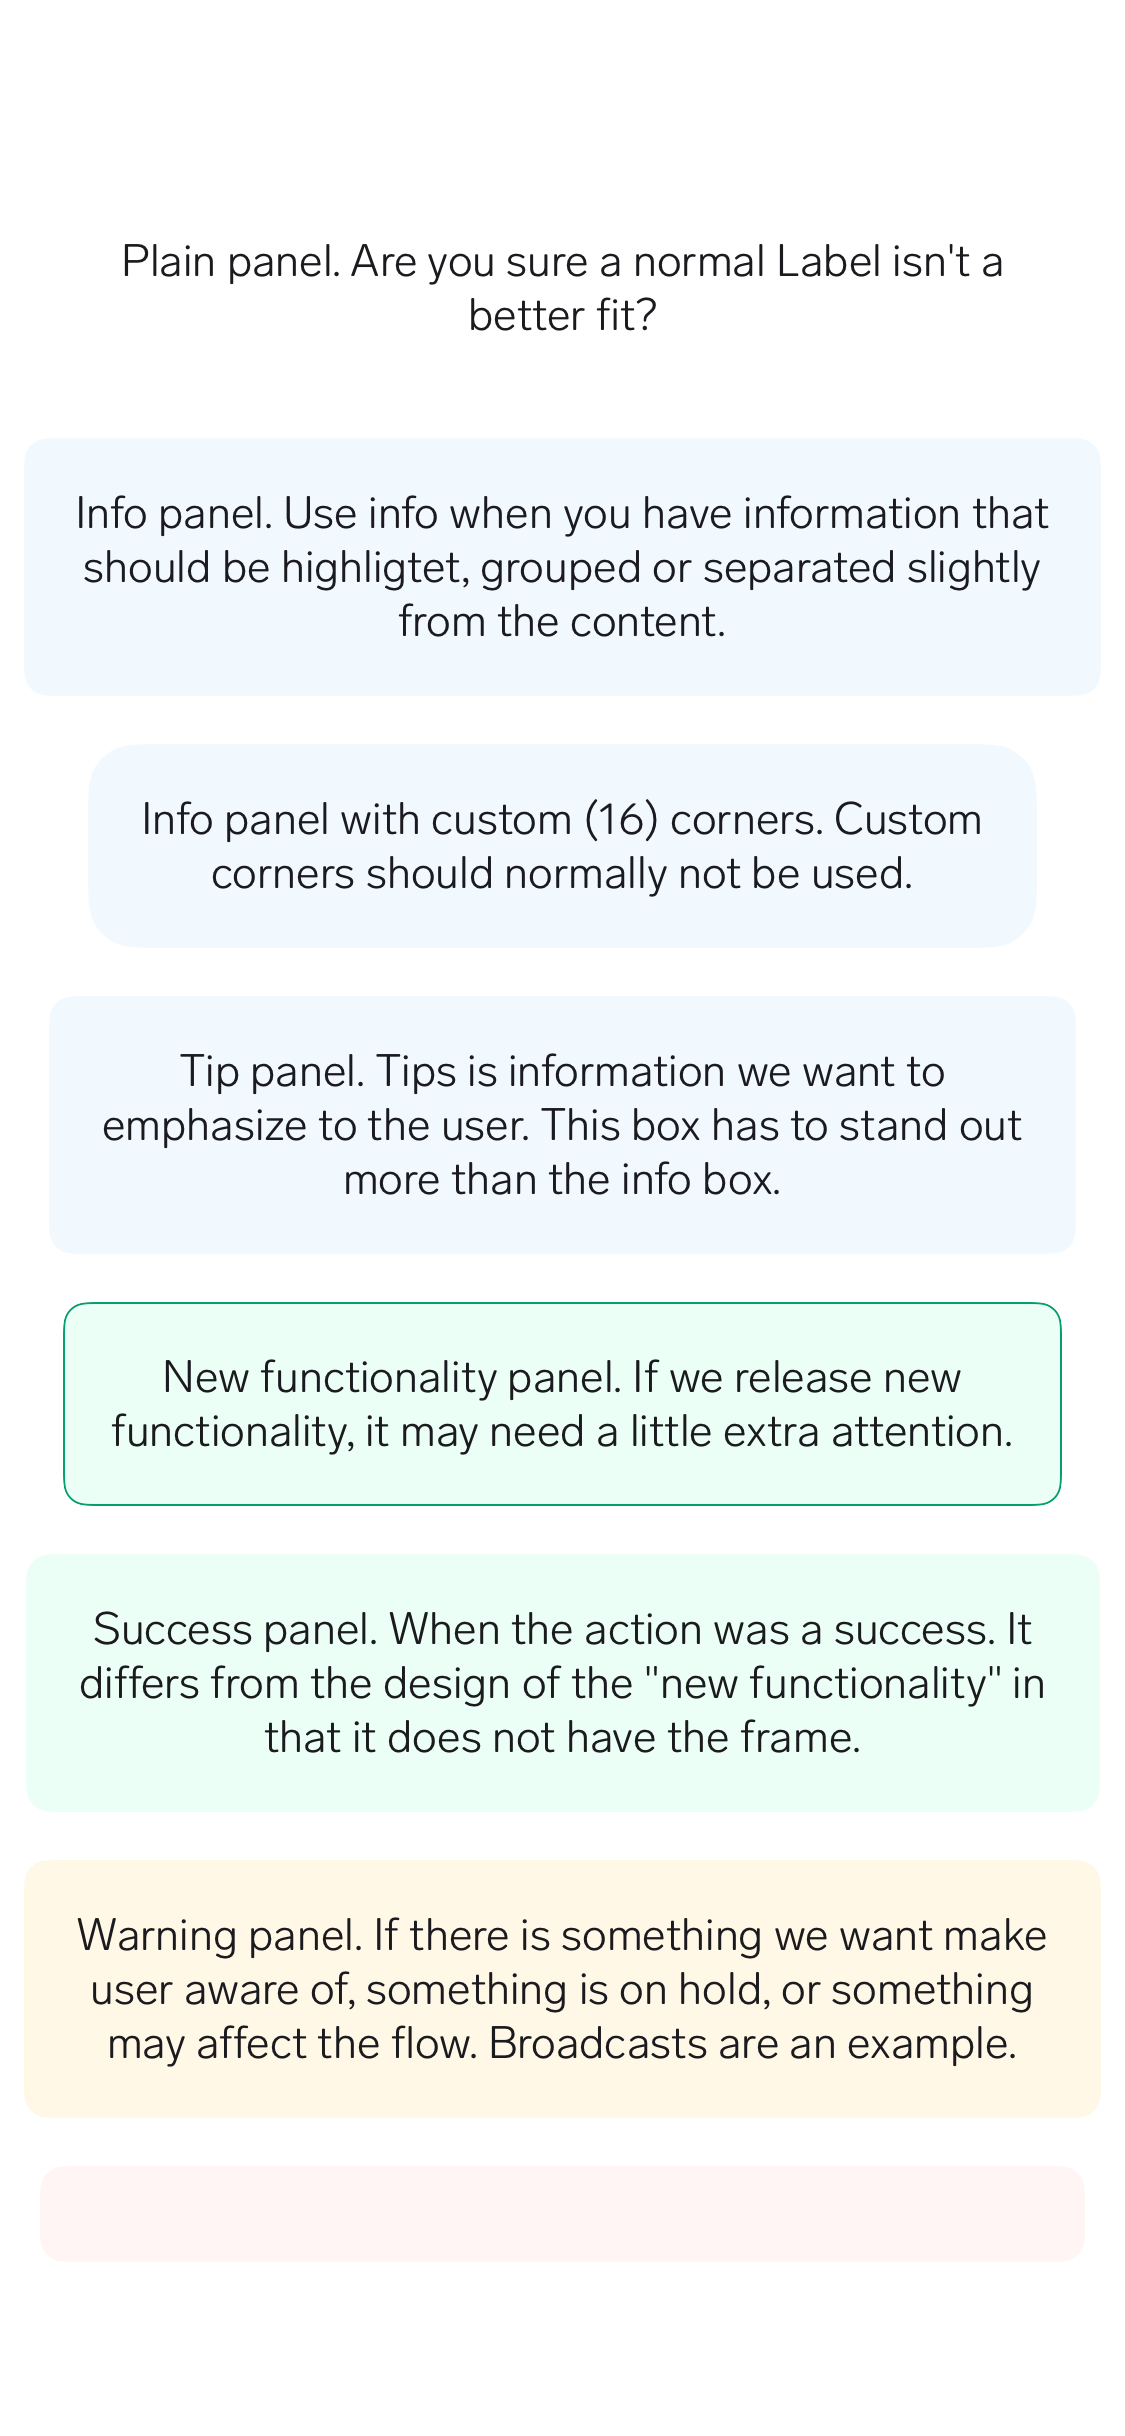 Plain panel. Are you sure a normal Label isn't a
better fit?
Info panel. Use info when you have information that
should be highligtet, grouped or separated slightly
from the content.
Info panel with custom (16) corners. Custom
corners should normally not be used.
Tip panel. Tips is information we want to
emphasize to the user. This box has to stand out
more than the info box.
New functionality panel. If we release new
functionality, it may need a little extra attention.
Success panel. When the action was a success. It
differs from the design of the "new functionality" in
that it does not have the frame.
Warning panel. If there is something we want make
user aware of, something is on hold, or something
may affect the flow. Broadcasts are an example.